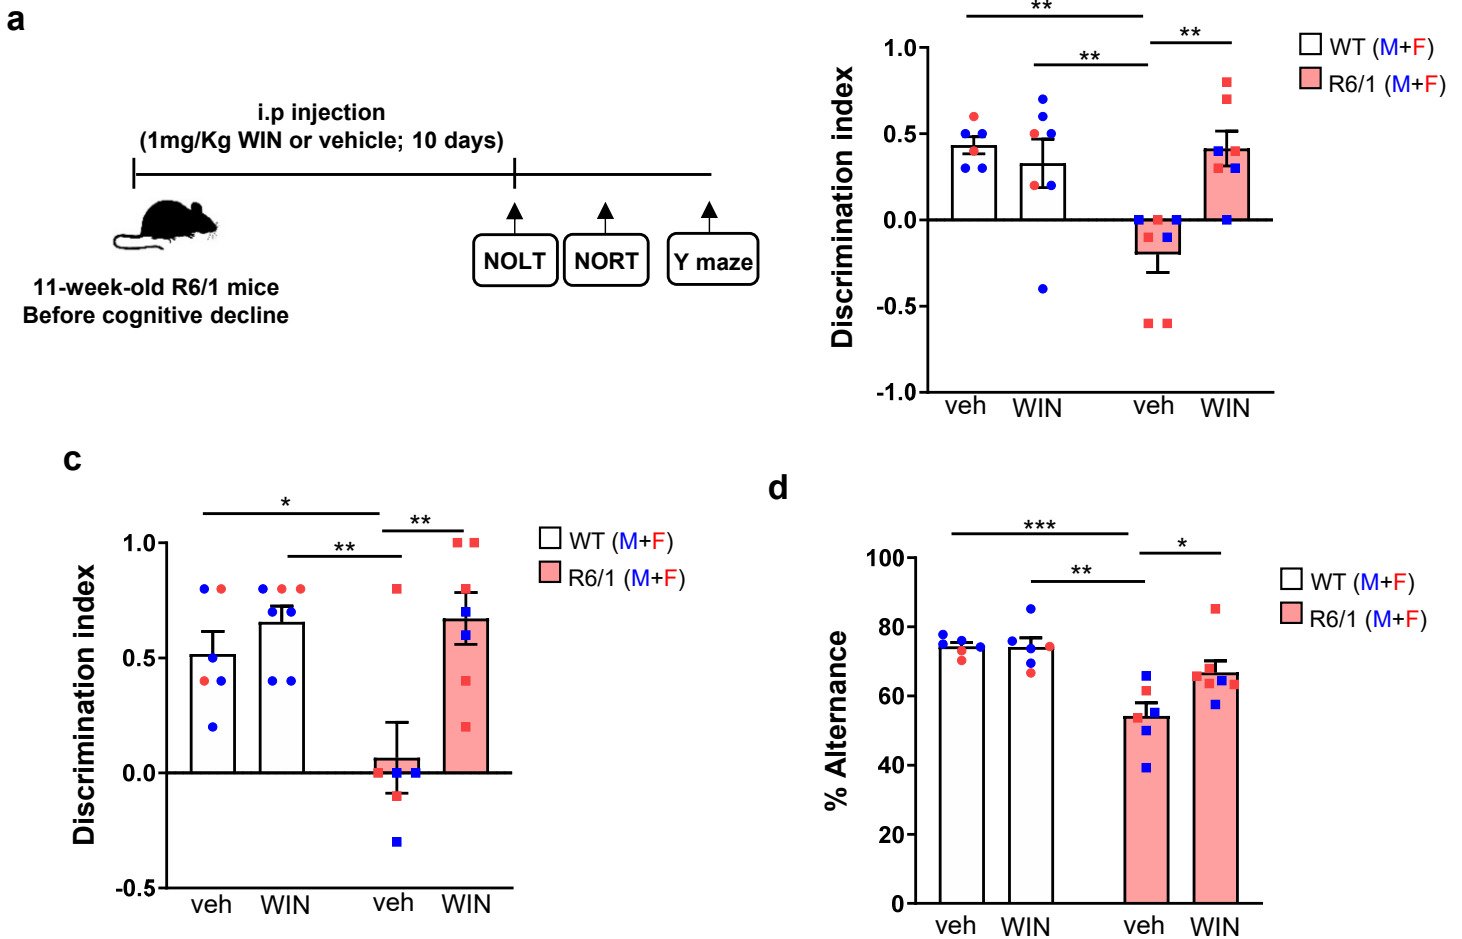 a
i.p injection
(1mg/Kg WIN or vehicle; 10 days)
NOLT
NORT
Y maze
11-week-old R6/1 mice
Before cognitive decline
**
**
**
1.0
0.5
0.0
-0.5
-1.0
Discrimination index
veh
WIN
veh
WIN
WT (M+F)
R6/1 (M+F)
c
*
**
**
1.0
0.5
0.0
-0.5
Discrimination index
veh
WIN
veh
WIN
WT (M+F)
R6/1 (M+F)
d
***
*
**
100
80
60
40
20
0
% Alternance
veh
WIN
veh
WIN
WT (M+F)
R6/1 (M+F)